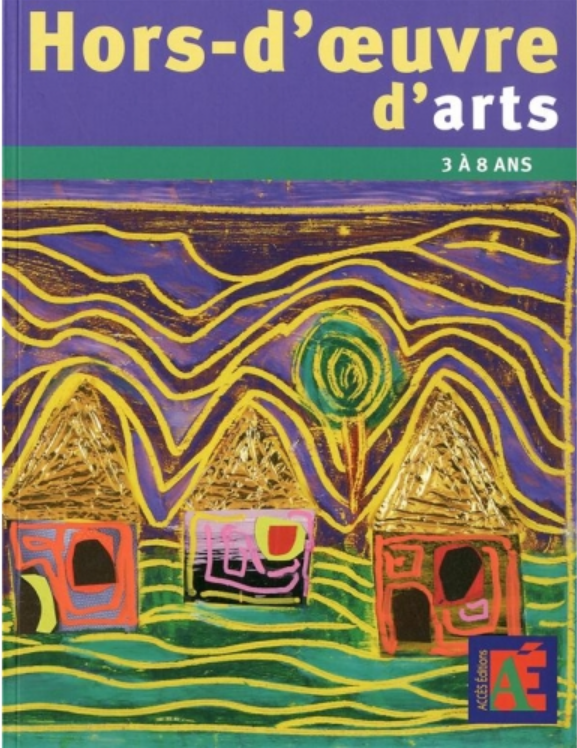 Hors-d'œuvre
d'arts
3 À 8 ANS
ACCÈS Éditions
AÉ